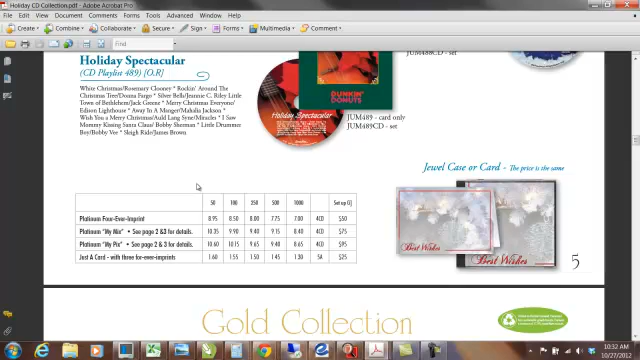 Holiday CD Collection.pdf - Adobe Acrobat Pro
File Edit View Document Comments Forms Tools Advanced Window Help
Create Combine Collaborate Secure Sign Forms Multimedia Comment
Find
JUM488CD - set
Holiday Spectacular
(CD Playlist 489) [O,R]
White Christmas/Rosemary Clooney • Rockin' Around The
Christmas Tree/Donna Fargo • Silver Bells/Jeannie C. Riley Little
Town of Bethlehem/Jack Greene • Merry Christmas Everyone/
Edison Lighthouse • Away In A Manger/Mahalia Jackson •
Wish You a Merry Christmas/Auld Lang Syne/Miracles • I Saw
Mommy Kissing Santa Claus/Bobby Sherman • Little Drummer
Boy/Bobby Vee • Sleigh Ride/James Brown
DUNKIN'
DONUTS
Holiday Spectacular
JUM489 - card only
JUM489CD - set
Jewel Case or Card - The price is the same
50 100 250 500 1000 Set up (G)
Platinum Four-Ever-Imprint 8.95 8.50 8.00 7.75 7.00 4CD $50
Platinum "My Mix" • See page 2 &3 for details. 10.35 9.90 9.40 9.15 8.40 4CD $75
Platinum "My Pix" • See page 2 & 3 for details. 10.60 10.15 9.65 9.40 8.65 4CD $95
Just A Card - with three for-ever-imprints 1.60 1.55 1.50 1.45 1.30 5A $25
Best Wishes
Best Wishes
5
Gold Collection
10:32 AM
10/27/2012